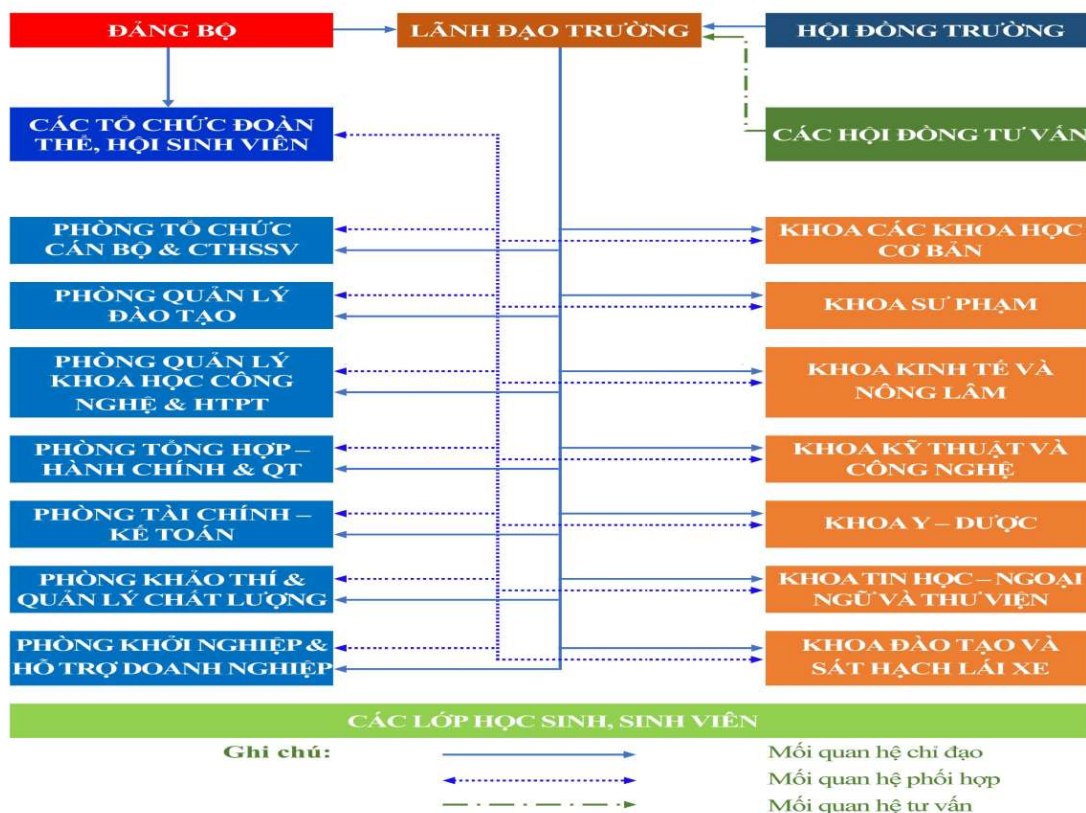 ĐẢNG BỘ
LÃNH ĐẠO TRƯỜNG
HỘI ĐỒNG TRƯỜNG
CÁC TỔ CHỨC ĐOÀN
THỂ, HỘI SINH VIÊN
CÁC HỘI ĐỒNG TƯ VẤN
PHÒNG TỔ CHỨC
CÁN BỘ & CTHSSV
KHOA CÁC KHOA HỌC
CƠ BẢN
PHÒNG QUẢN LÝ
ĐÀO TẠO
KHOA SƯ PHẠM
PHÒNG QUẢN LÝ
KHOA HỌC CÔNG
NGHỆ & HTPT
KHOA KINH TẾ VÀ
NÔNG LÂM
PHÒNG TỔNG HỢP –
HÀNH CHÍNH & QT
KHOA KỸ THUẬT VÀ
CÔNG NGHỆ
PHÒNG TÀI CHÍNH –
KẾ TOÁN
KHOA Y – DƯỢC
PHÒNG KHẢO THÍ &
QUẢN LÝ CHẤT LƯỢNG
KHOA TIN HỌC – NGOẠI
NGỮ VÀ THƯ VIỆN
PHÒNG KHỞI NGHIỆP &
HỖ TRỢ DOANH NGHIỆP
KHOA ĐÀO TẠO VÀ
SÁT HẠCH LÁI XE
CÁC LỚP HỌC SINH, SINH VIÊN
Ghi chú:
Mối quan hệ chỉ đạo
Mối quan hệ phối hợp
Mối quan hệ tư vấn